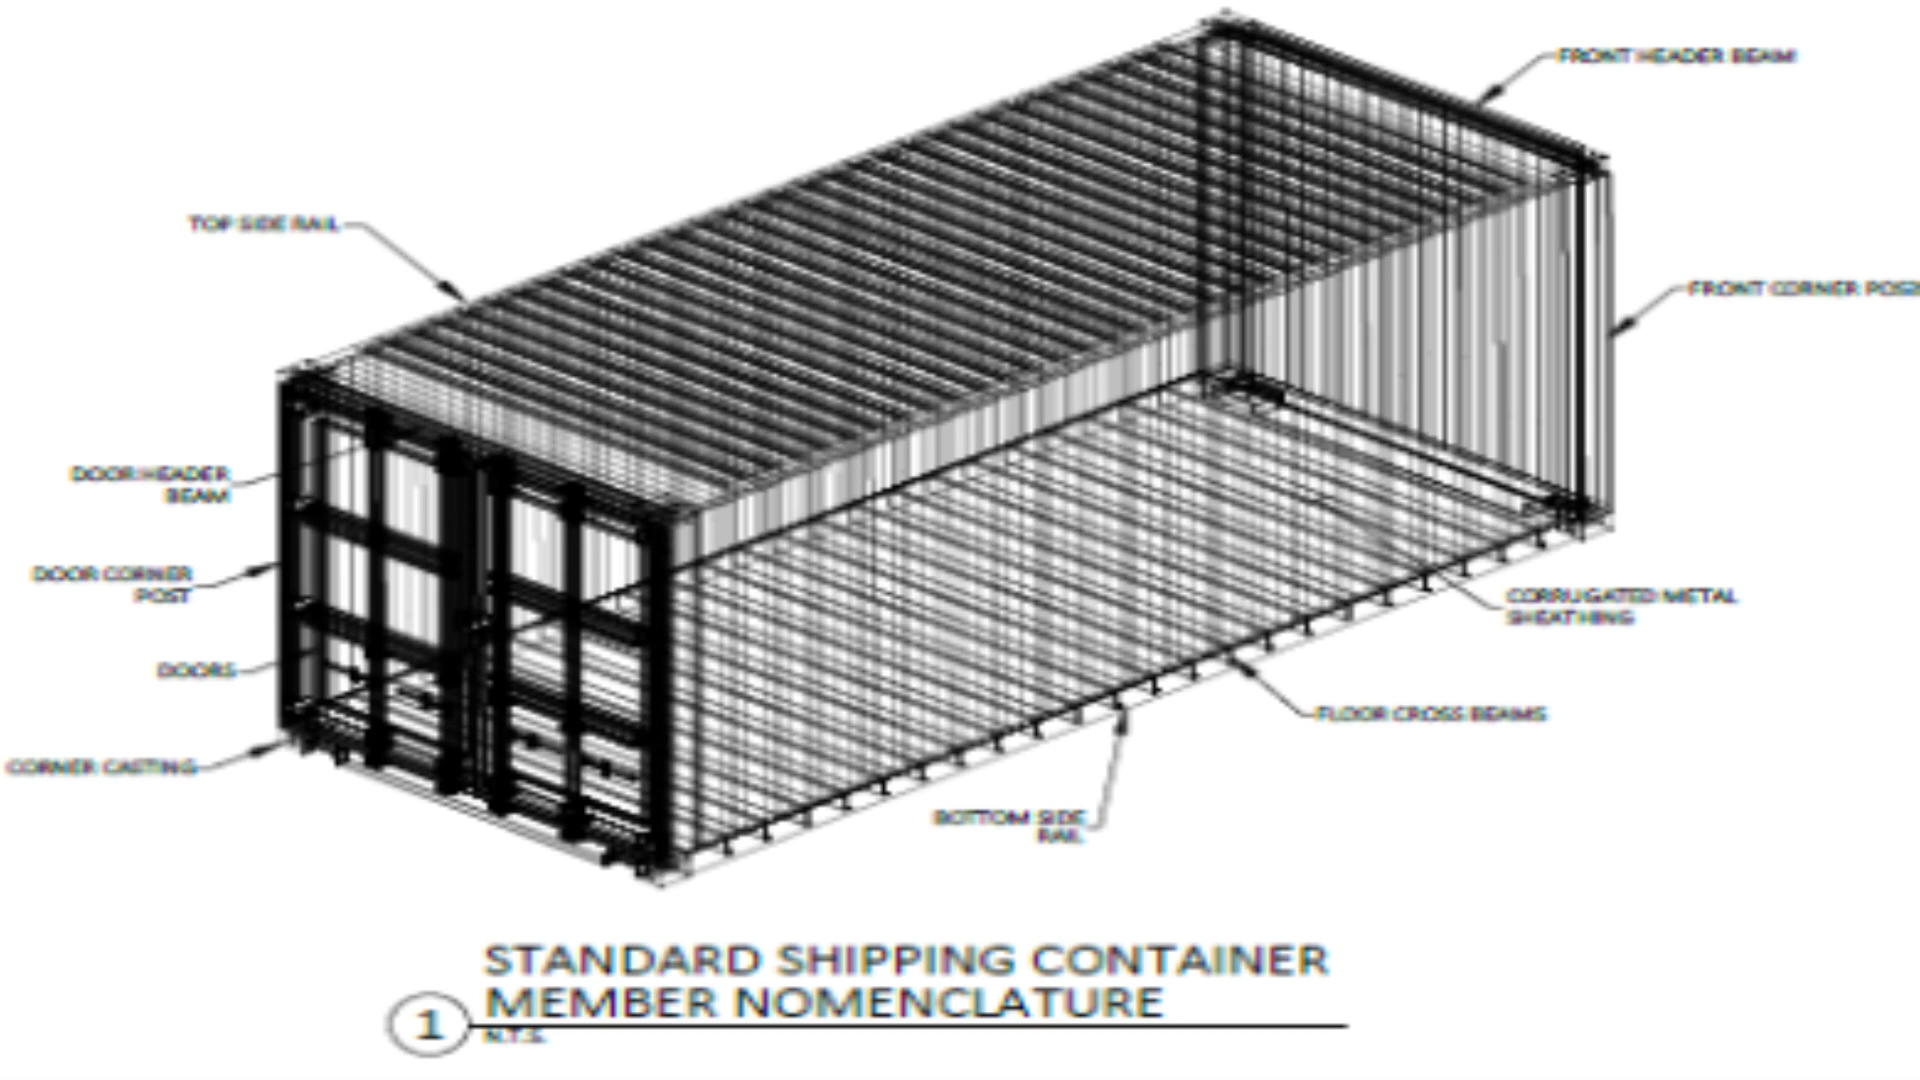 FRONT HEADER BEAM
TOP SIDE RAIL
FRONT CORNER POST
DOOR HEADER
BEAM
DOOR CORNER
POST
CORRUGATED METAL
SHEATHING
DOORS
FLOOR CROSS BEAMS
CORNER CASTING
BOTTOM SIDE
RAIL
STANDARD SHIPPING CONTAINER
MEMBER NOMENCLATURE
1
N.T.S.